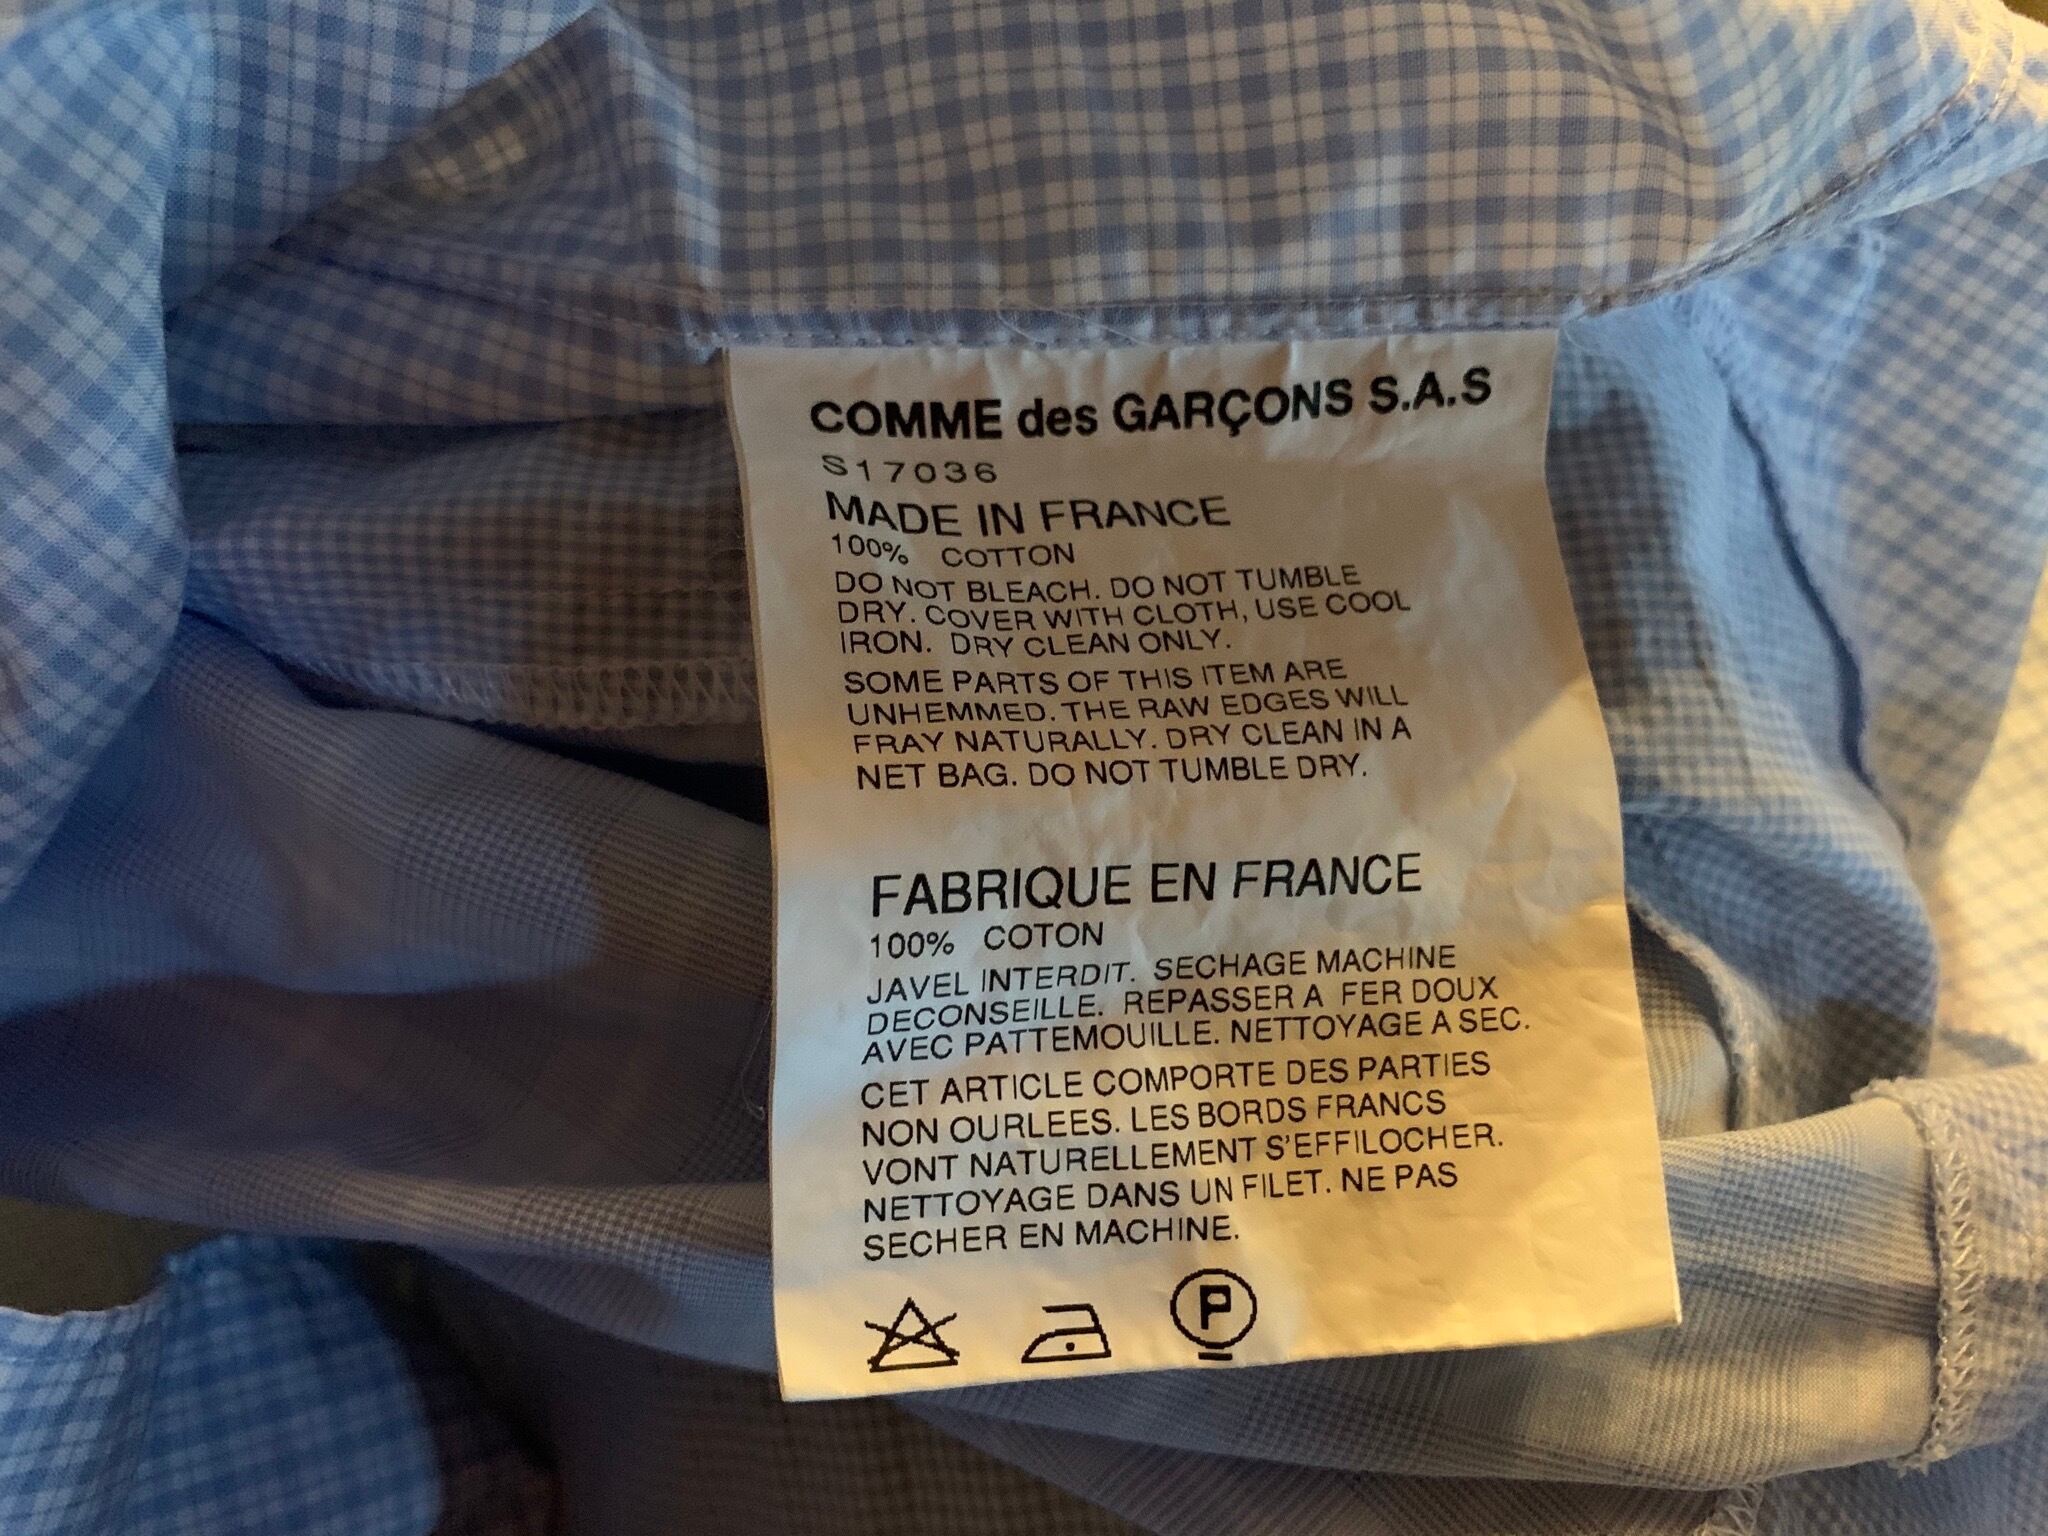 COMME des GARÇONS S.A.S
S17036
MADE IN FRANCE
100% COTTON
DO NOT BLEACH. DO NOT TUMBLE
DRY. COVER WITH CLOTH, USE COOL
IRON. DRY CLEAN ONLY.
SOME PARTS OF THIS ITEM ARE
UNHEMMED. THE RAW EDGES WILL
FRAY NATURALLY. DRY CLEAN IN A
NET BAG. DO NOT TUMBLE DRY.
FABRIQUE EN FRANCE
100% COTON
JAVEL INTERDIT. SECHAGE MACHINE
DECONSEILLE. REPASSER A FER DOUX
AVEC PATTEMOUILLE. NETTOYAGE A SEC.
CET ARTICLE COMPORTE DES PARTIES
NON OURLEES. LES BORDS FRANCS
VONT NATURELLEMENT S'EFFILOCHER.
NETTOYAGE DANS UN FILET. NE PAS
SECHER EN MACHINE.
P